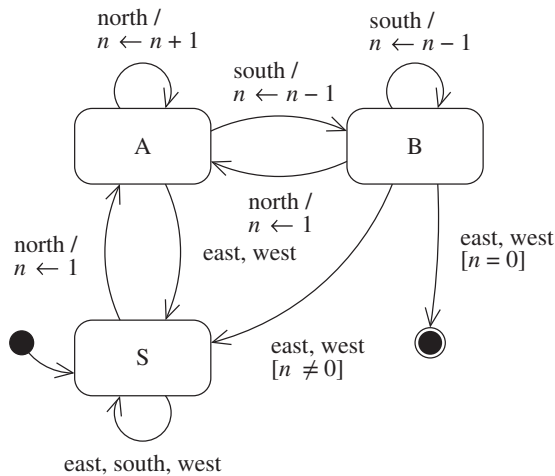 north /
n ← n + 1
south /
n ← n − 1
south /
n ← n − 1
A
B
north /
n ← 1
north /
n ← 1
east, west
east, west
[n = 0]
S
east, west
[n ≠ 0]
east, south, west